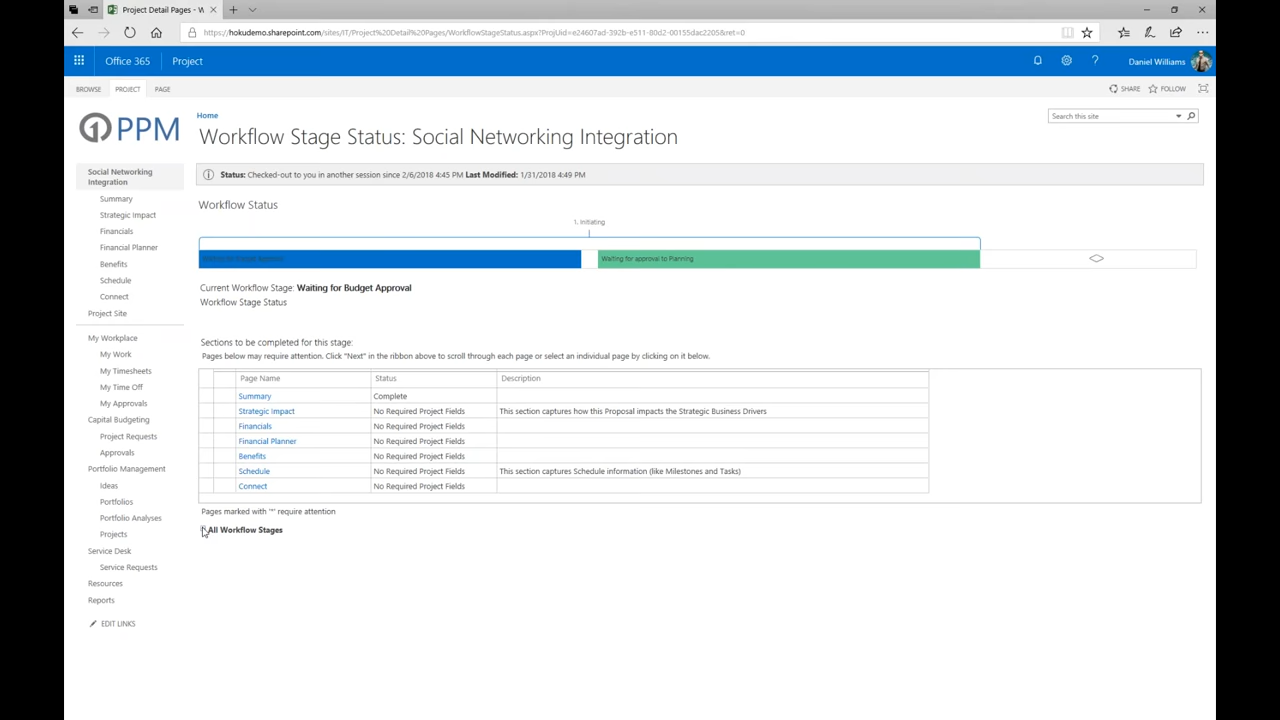 Project Detail Pages - W
https://hokudemo.sharepoint.com/sites/IT/Project%20Detail%20Pages/WorkflowStageStatus.aspx?ProjUid=e24607ad-392b-e511-80d2-00155dac2205&ret=0
Office 365
Project
Daniel Williams
BROWSE
PROJECT
PAGE
SHARE
FOLLOW
1PPM
Home
Workflow Stage Status: Social Networking Integration
Search this site
Status: Checked-out to you in another session since 2/6/2018 4:45 PM Last Modified: 1/31/2018 4:49 PM
Social Networking
Integration
Summary
Strategic Impact
Financials
Financial Planner
Benefits
Schedule
Connect
Project Site
My Workplace
My Work
My Timesheets
My Time Off
My Approvals
Capital Budgeting
Project Requests
Approvals
Portfolio Management
Ideas
Portfolios
Portfolio Analyses
Projects
Service Desk
Service Requests
Resources
Reports
EDIT LINKS
Workflow Status
1. Initiating
Waiting for Budget Approval
Waiting for approval to Planning
Current Workflow Stage: Waiting for Budget Approval
Workflow Stage Status
Sections to be completed for this stage:
Pages below may require attention. Click "Next" in the ribbon above to scroll through each page or select an individual page by clicking on it below.
Page Name Status Description
Summary Complete
Strategic Impact No Required Project Fields This section captures how this Proposal impacts the Strategic Business Drivers
Financials No Required Project Fields
Financial Planner No Required Project Fields
Benefits No Required Project Fields
Schedule No Required Project Fields This section captures Schedule information (like Milestones and Tasks)
Connect No Required Project Fields
Pages marked with "*" require attention
All Workflow Stages